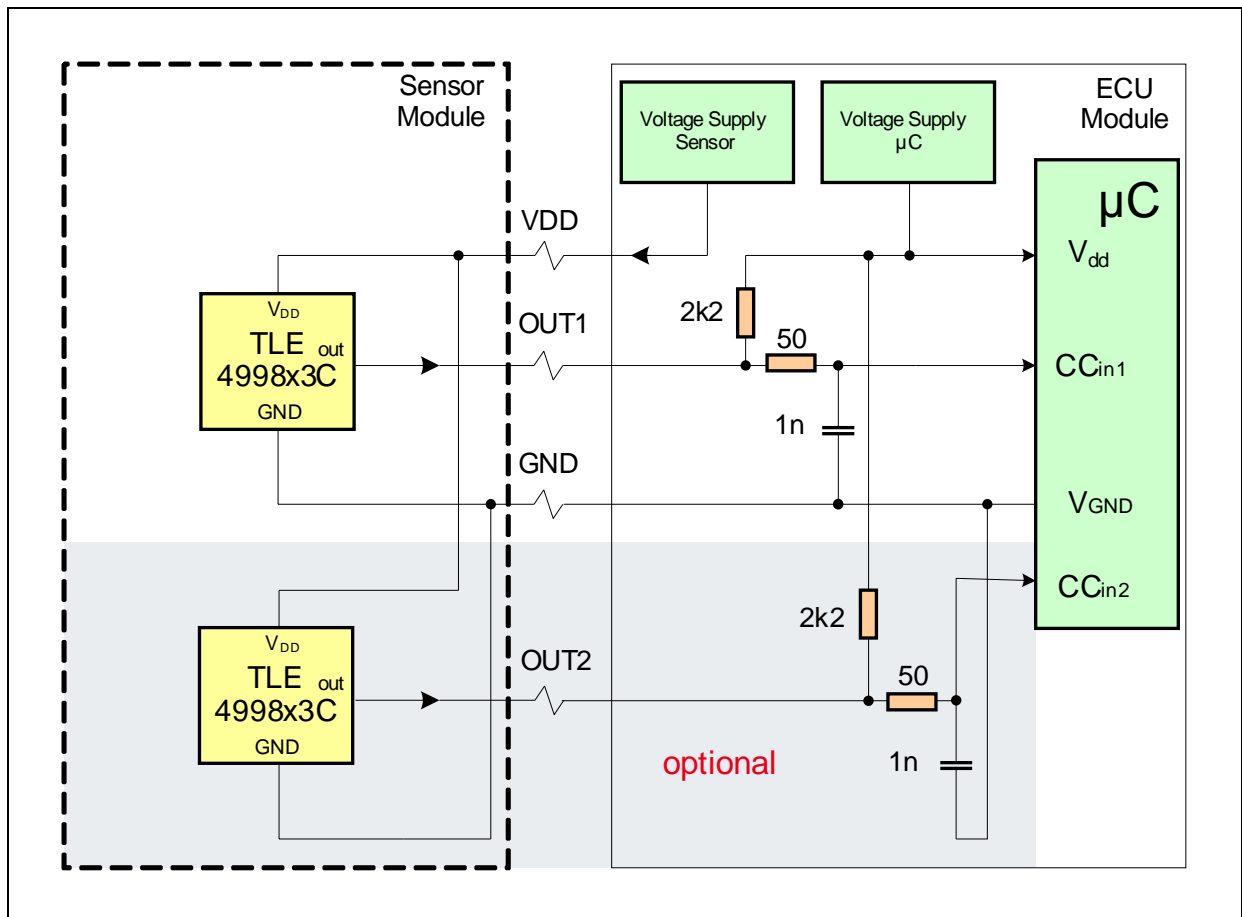 Sensor
Module
Voltage Supply
Sensor
Voltage Supply
µC
ECU
Module
µC
VDD
Vdd
2k2
VDD
TLE out
4998x3C
GND
OUT1
50
CCin1
1n
GND
VGND
CCin2
2k2
VDD
TLE out
4998x3C
GND
OUT2
50
optional
1n